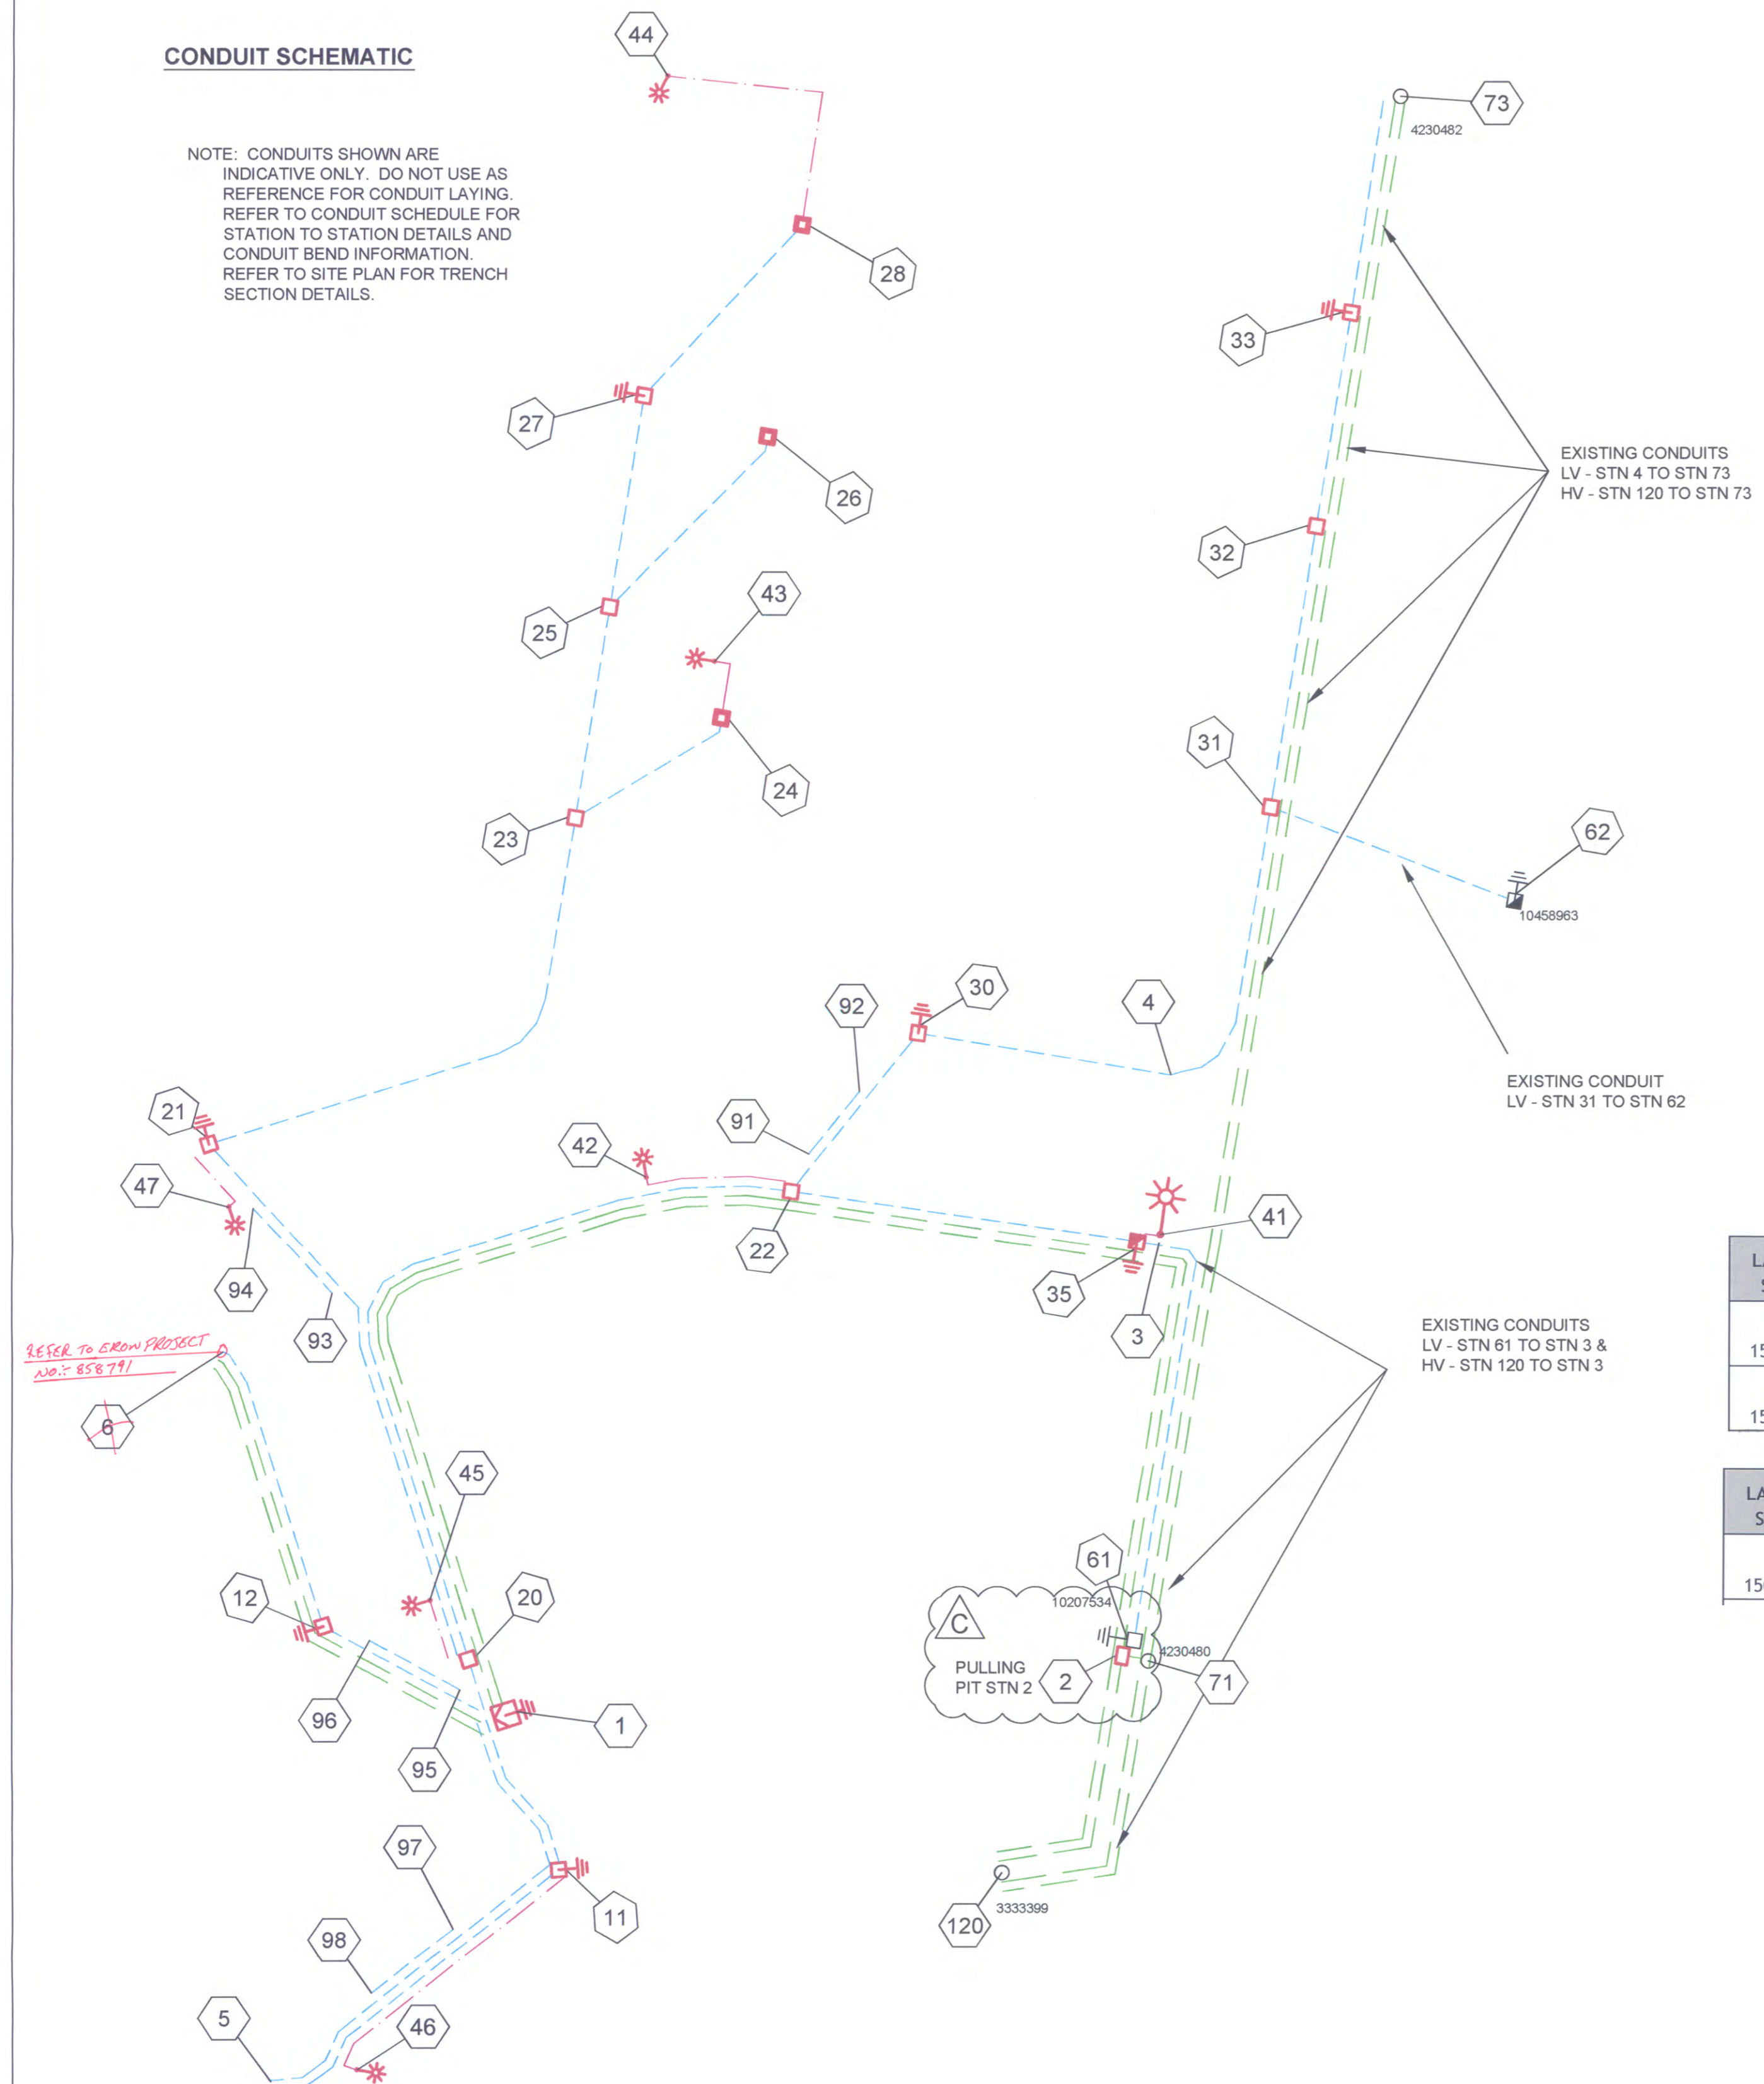 CONDUIT SCHEMATIC
NOTE: CONDUITS SHOWN ARE
INDICATIVE ONLY. DO NOT USE AS
REFERENCE FOR CONDUIT LAYING.
REFER TO CONDUIT SCHEDULE FOR
STATION TO STATION DETAILS AND
CONDUIT BEND INFORMATION.
REFER TO SITE PLAN FOR TRENCH
SECTION DETAILS.
44
73
4230482
28
33
27
26
EXISTING CONDUITS
LV - STN 4 TO STN 73
HV - STN 120 TO STN 73
32
43
25
31
24
23
62
10458963
30
92
4
EXISTING CONDUIT
LV - STN 31 TO STN 62
21
91
42
47
41
22
94
35
3
93
EXISTING CONDUITS
LV - STN 61 TO STN 3 &
HV - STN 120 TO STN 3
REFER TO EROW PROJECT
NO:- 858791
6
45
61
12
20
10207534
C
4230480
PULLING
PIT STN 2
2
71
96
1
95
97
11
3333399
120
98
5
46
LA
S
15
15
LA
S
15